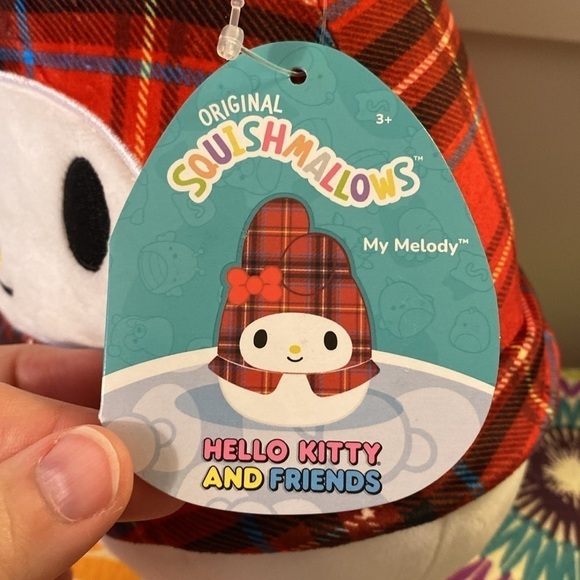 ORIGINAL
SQUISHMALLOWS™
3+
My Melody™
HELLO KITTY
AND FRIENDS